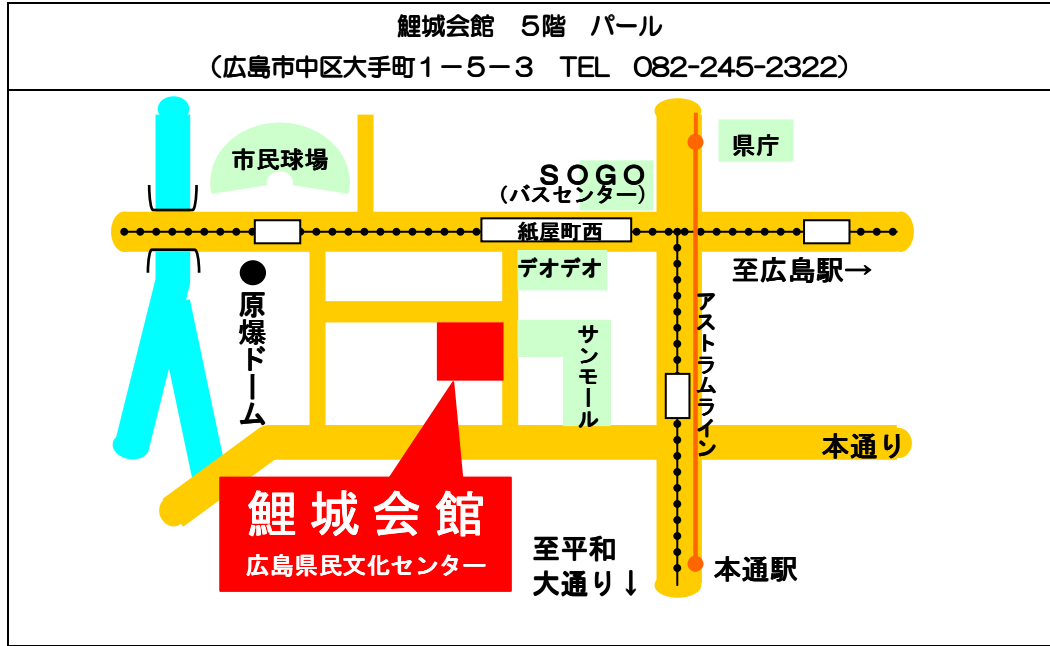 鯉城会館　５階　パール
（広島市中区大手町１－５－３　TEL　082-245-2322）
市民球場
県庁
ＳＯＧＯ
（バスセンター）
紙屋町西
デオデオ
至広島駅→
●
原爆ドーム
アストラムライン
サンモール
本通り
鯉城会館
広島県民文化センター
至平和
大通り↓
本通駅